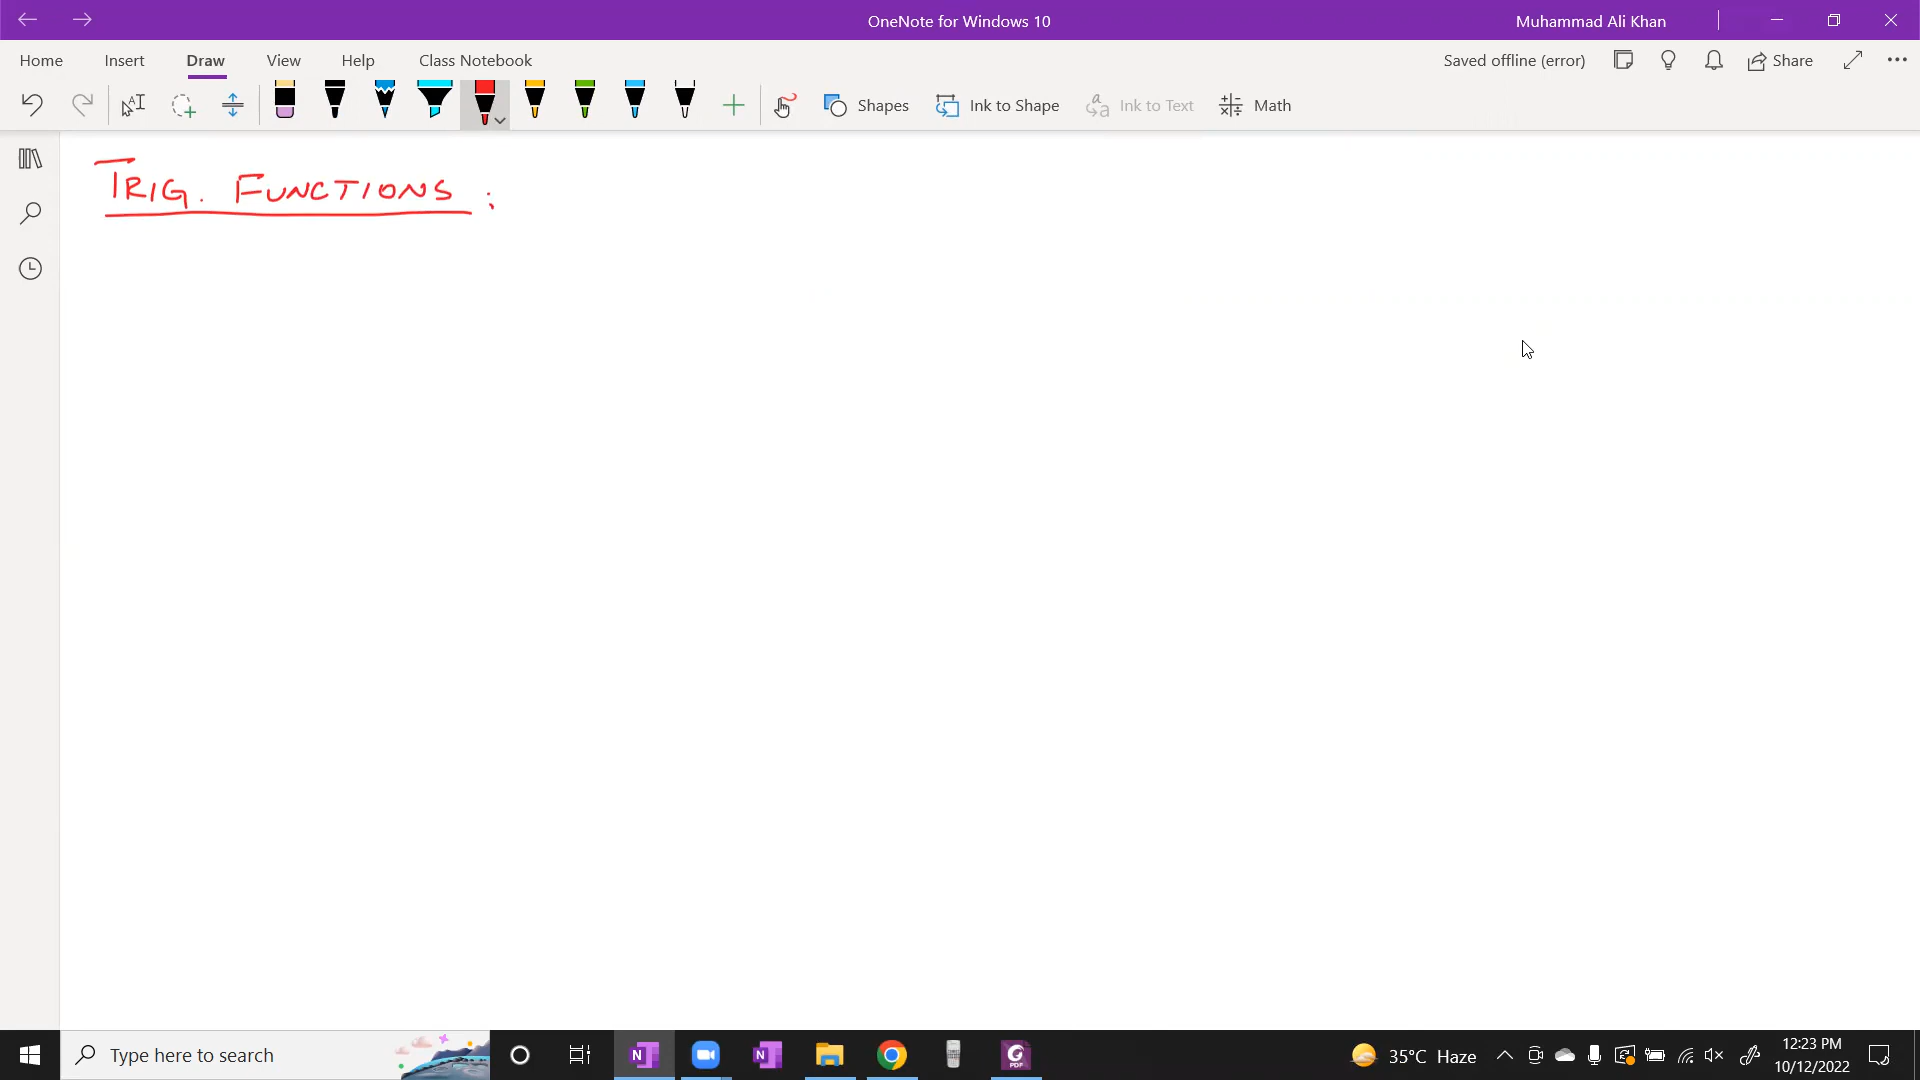 OneNote for Windows 10
Muhammad Ali Khan
Home Insert Draw View Help Class Notebook
Saved offline (error) Share
Shapes Ink to Shape Ink to Text Math
TRIG. FUNCTIONS :
Type here to search
35°C Haze
12:23 PM
10/12/2022